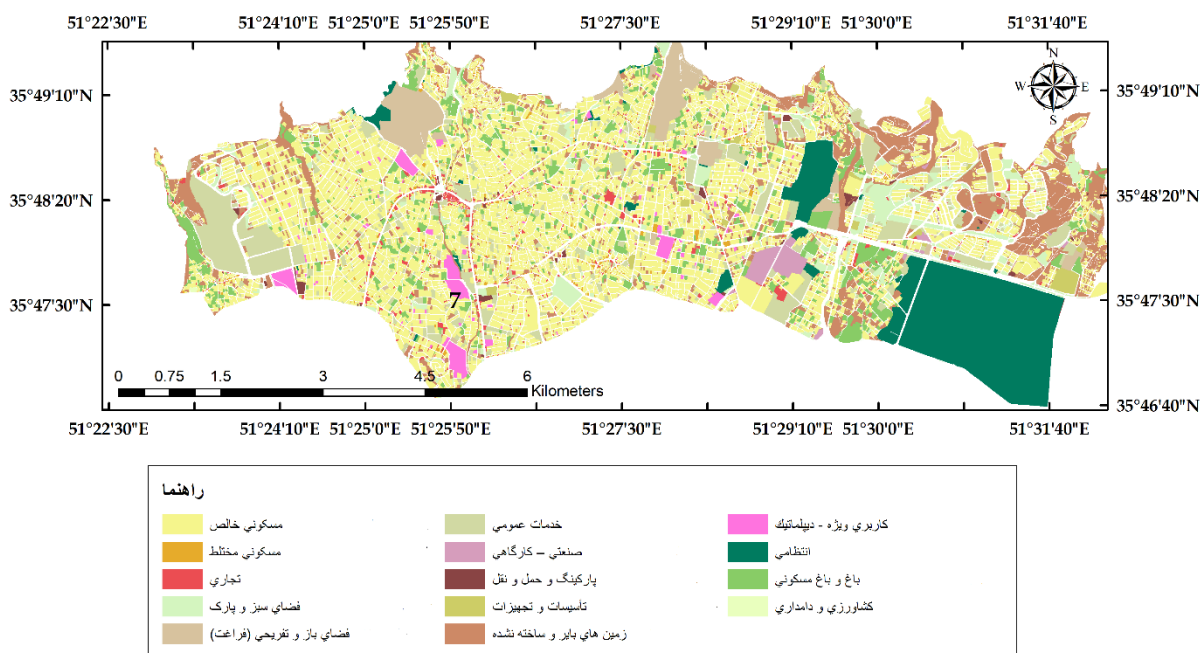 51°22'30"E 51°24'10"E 51°25'0"E 51°25'50"E 51°27'30"E 51°29'10"E 51°30'0"E 51°31'40"E
N
W E
S
35°49'10"N 35°49'10"N
35°48'20"N 35°48'20"N
35°47'30"N 7 35°47'30"N
0 0.75 1.5 3 4.5 6
Kilometers
35°46'40"N
51°22'30"E 51°24'10"E 51°25'0"E 51°25'50"E 51°27'30"E 51°29'10"E 51°30'0"E 51°31'40"E
راهنما
مسكوني خالص
مسكوني مختلط
تجاري
فضاي سبز و پارک
فضاي باز و تفريحي (فراغت)
خدمات عمومي
صنعتي – كارگاهي
پاركينگ و حمل و نقل
تأسيسات و تجهيزات
زمين هاي باير و ساخته نشده
كاربري ويژه - ديپلماتيك
انتظامي
باغ و باغ مسكوني
كشاورزي و دامداري